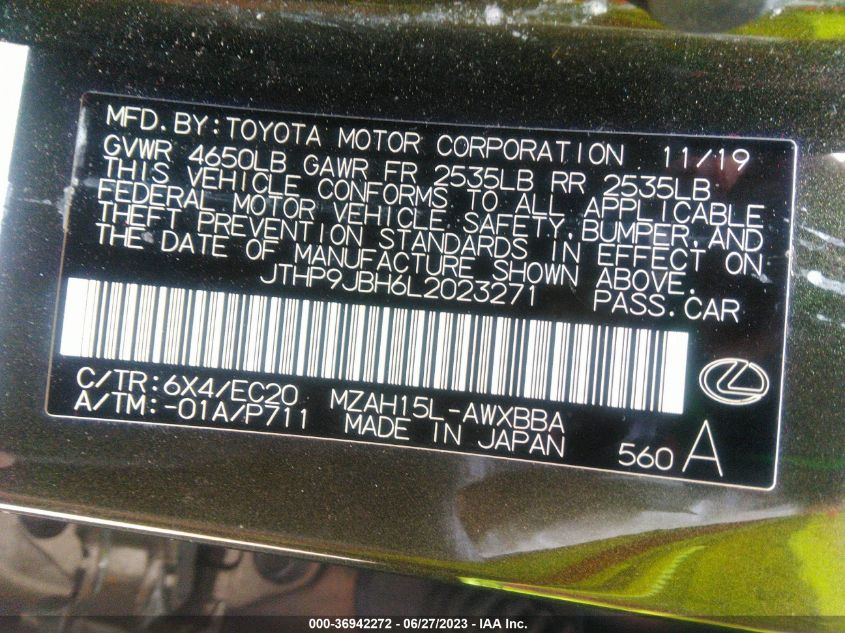 MFD. BY: TOYOTA MOTOR CORPORATION 11/19
GVWR 4650LB GAWR FR 2535LB RR 2535LB
THIS VEHICLE CONFORMS TO ALL APPLICABLE
FEDERAL MOTOR VEHICLE SAFETY, BUMPER, AND
THEFT PREVENTION STANDARDS IN EFFECT ON
THE DATE OF MANUFACTURE SHOWN ABOVE.
JTHP9JBH6L2023271 PASS. CAR
C/TR: 6X4/EC20 MZAH15L-AWXBBA
A/TM: -01A/P711 MADE IN JAPAN 560 A
000-36942272 - 06/27/2023 - IAA Inc.